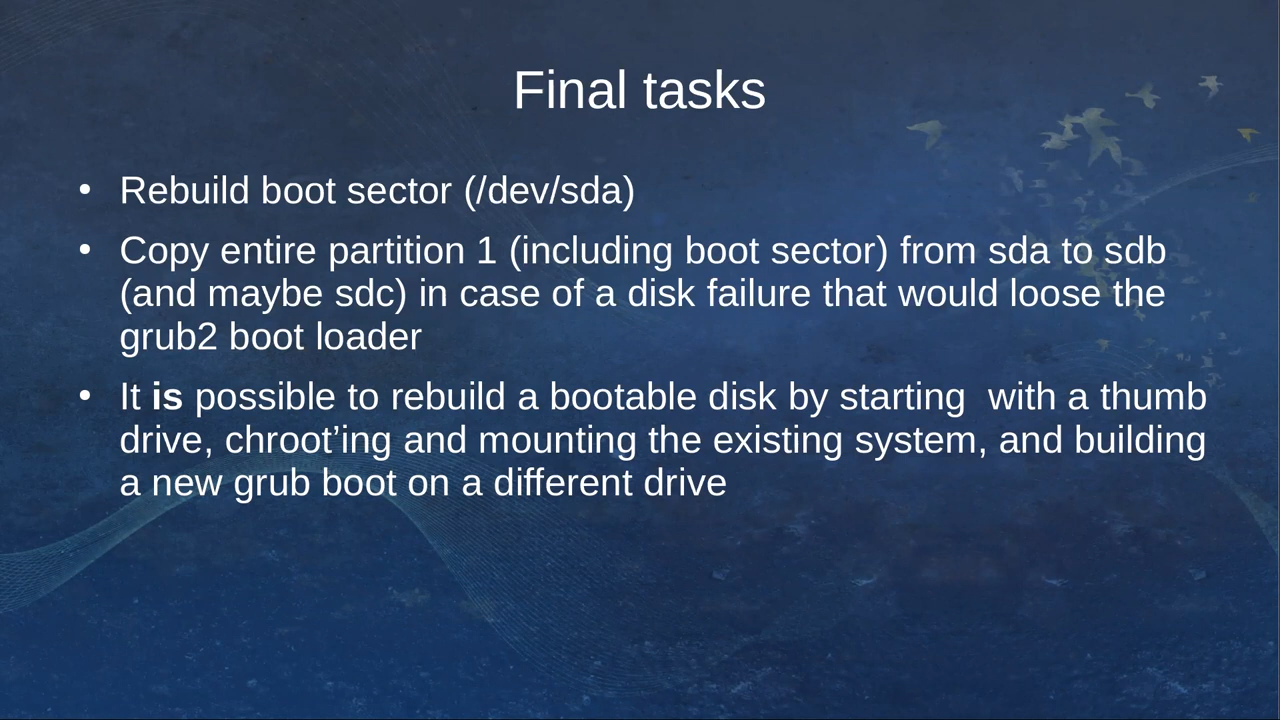 Final tasks
• Rebuild boot sector (/dev/sda)
• Copy entire partition 1 (including boot sector) from sda to sdb
(and maybe sdc) in case of a disk failure that would loose the
grub2 boot loader
• It is possible to rebuild a bootable disk by starting  with a thumb
drive, chroot’ing and mounting the existing system, and building
a new grub boot on a different drive